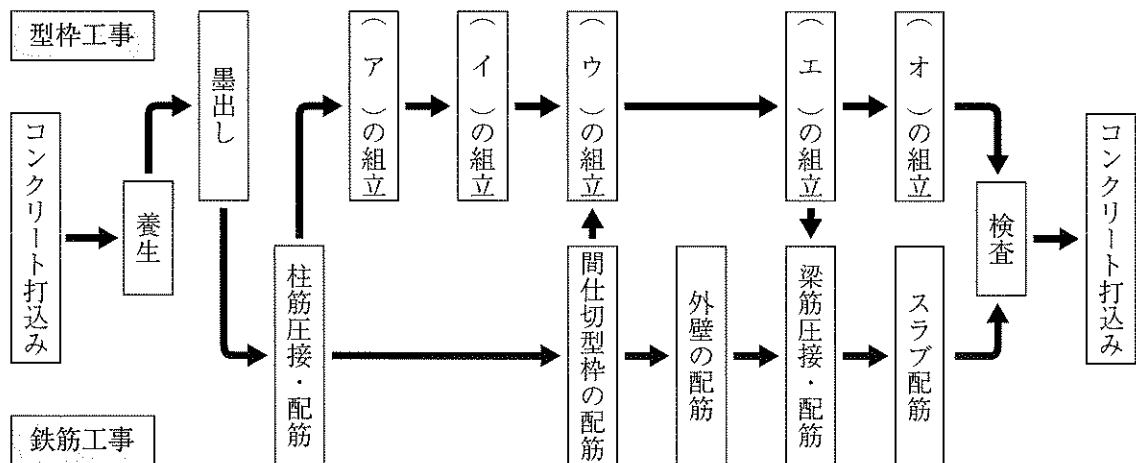 型枠工事
コンクリート打込み
養生
墨出し
柱筋圧接・配筋
（ア）の組立
（イ）の組立
（ウ）の組立
（エ）の組立
（オ）の組立
間仕切型枠の配筋
外壁の配筋
梁筋圧接・配筋
スラブ配筋
検査
コンクリート打込み
鉄筋工事